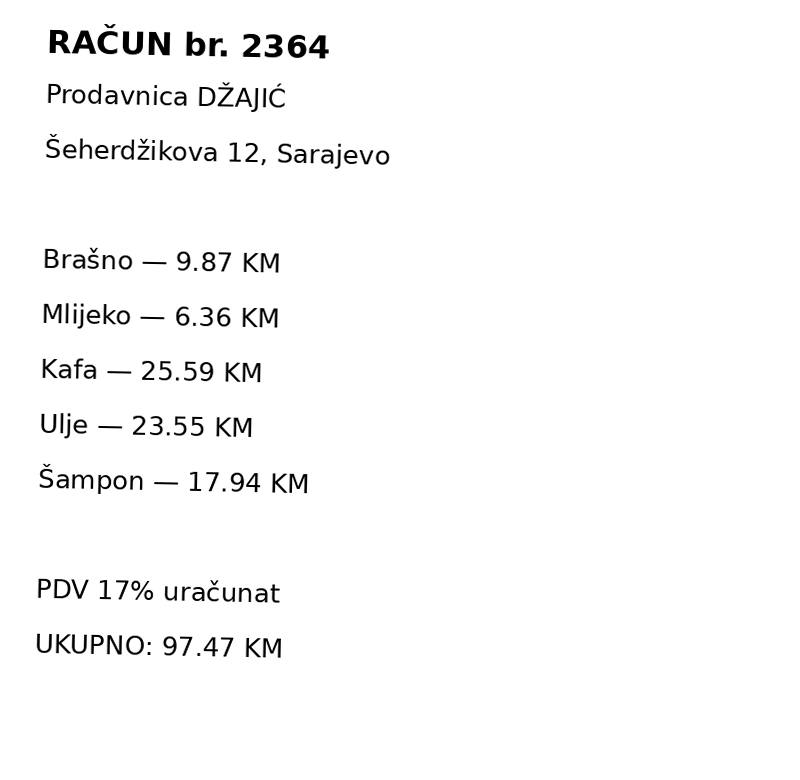 RAČUN br. 2364
Prodavnica DŽAJIĆ
Šeherdžikova 12, Sarajevo
Brašno — 9.87 KM
Mlijeko — 6.36 KM
Kafa — 25.59 KM
Ulje — 23.55 KM
Šampon — 17.94 KM
PDV 17% uračunat
UKUPNO: 97.47 KM